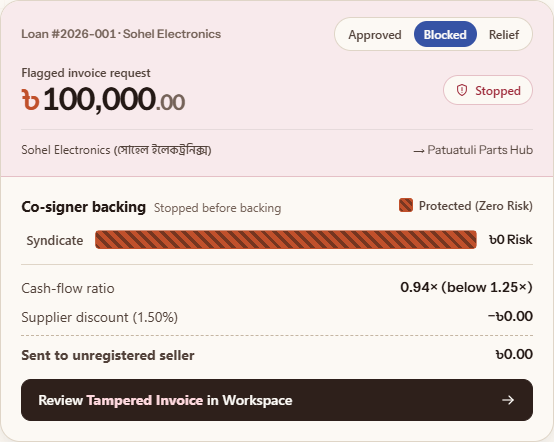 Loan #2026-001 · Sohel Electronics
Approved Blocked Relief
Flagged invoice request
৳100,000.00
Stopped
Sohel Electronics (সোহেল ইলেকট্রনিক্স)
→ Patuatuli Parts Hub
Co-signer backing Stopped before backing
Protected (Zero Risk)
Syndicate ৳0 Risk
Cash-flow ratio 0.94× (below 1.25×)
Supplier discount (1.50%) −৳0.00
Sent to unregistered seller ৳0.00
Review Tampered Invoice in Workspace →